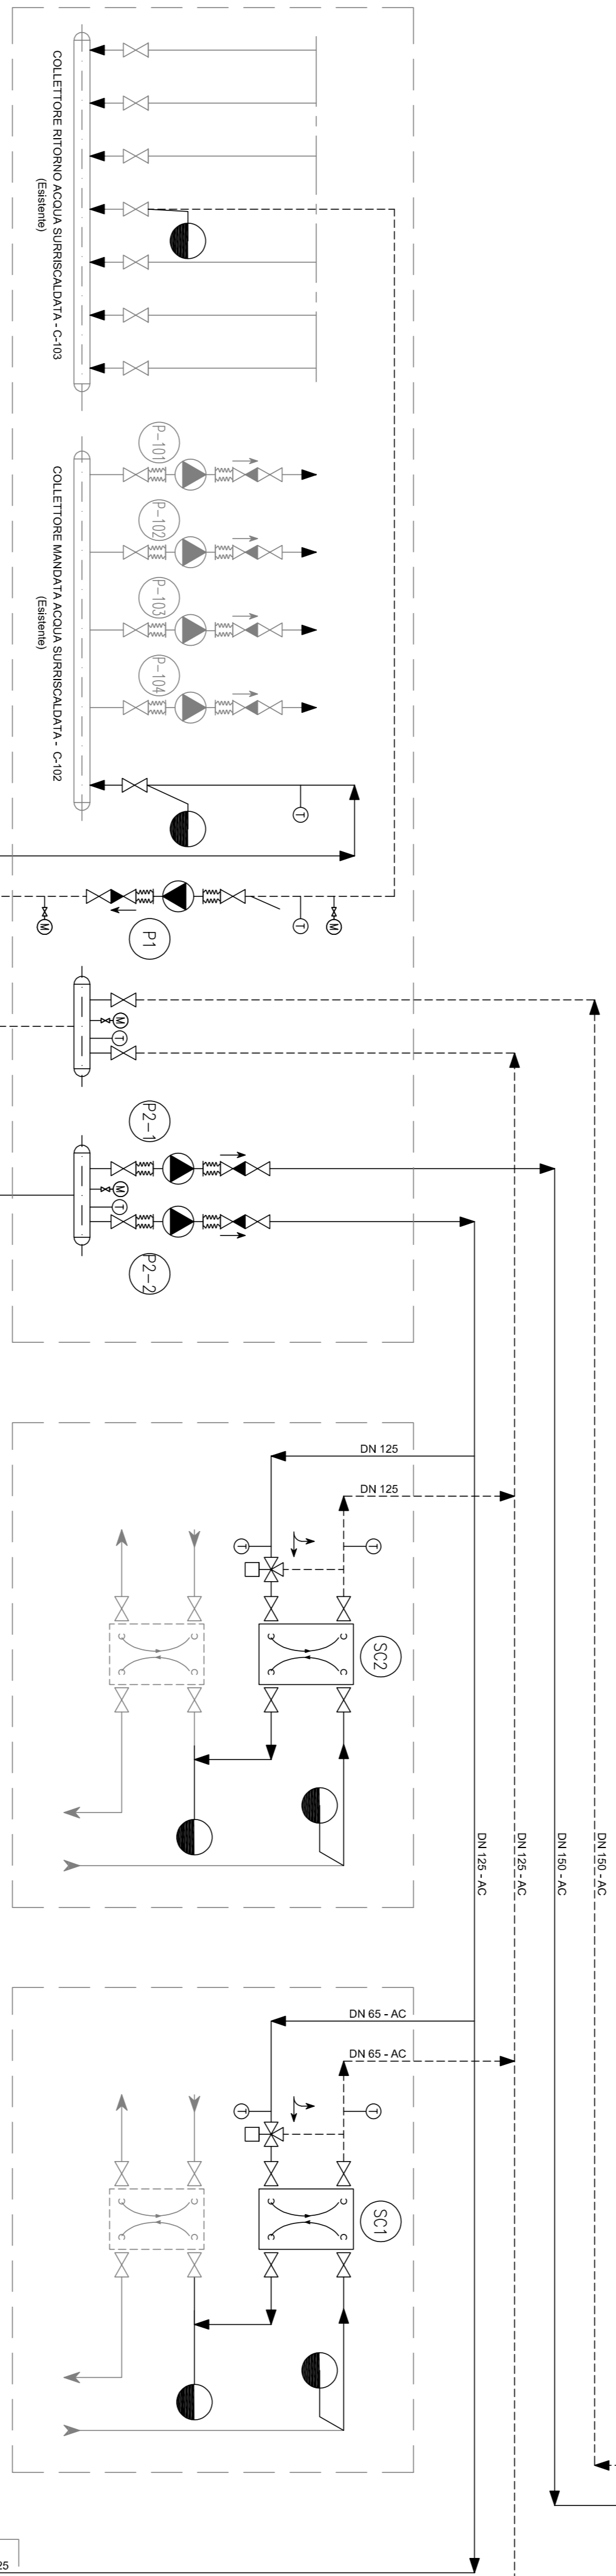 COLLETTORE RITORNO ACQUA SURRISCALDATA - C-103
(Esistente)
P-101
P-102
P-103
P-104
COLLETTORE MANDATA ACQUA SURRISCALDATA - C-102
(Esistente)
T
P1
M
T
M
M
T
P2-1
M
T
P2-2
DN 125
DN 125
T
T
SC2
C
C
C
C
C
C
C
C
DN 125 - AC
DN 125 - AC
DN 150 - AC
DN 150 - AC
DN 65 - AC
DN 65 - AC
T
T
SC1
C
C
C
C
C
C
C
C
25